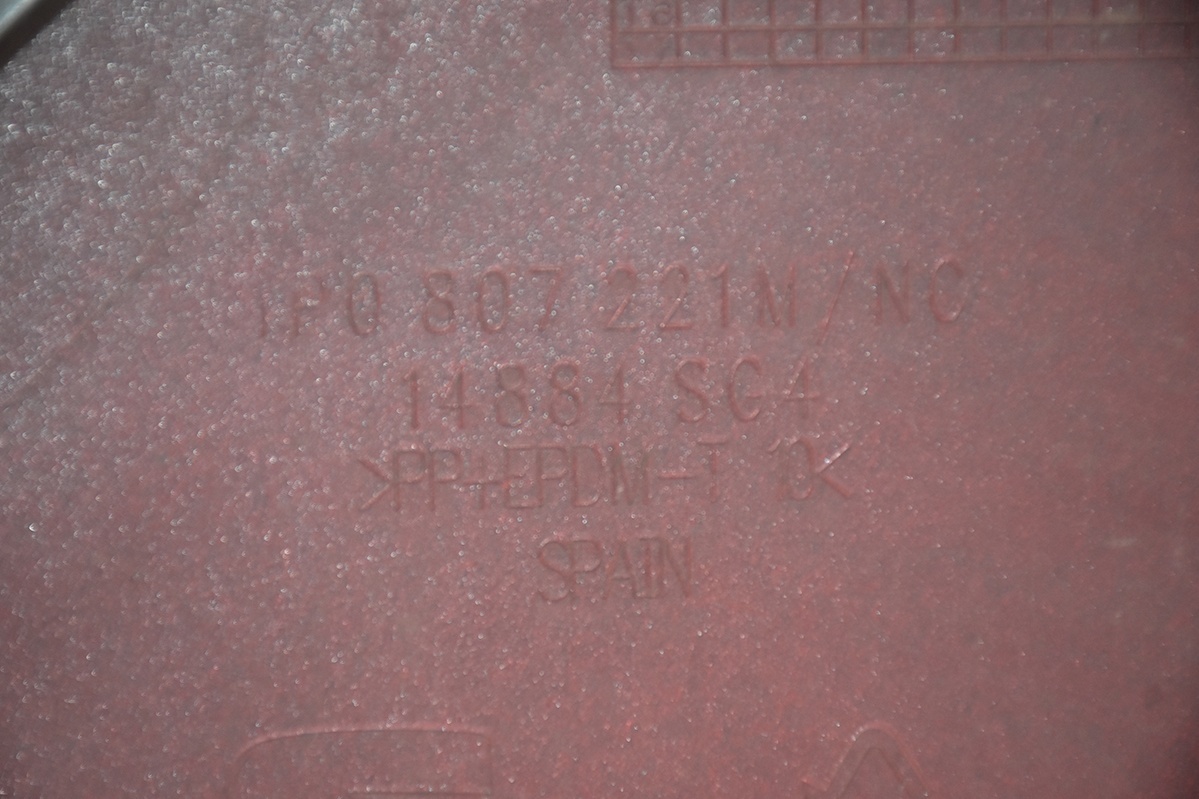 1P0 807 221M/NC
14884 SC4
>PP+EPDM-T 10<
SPAIN